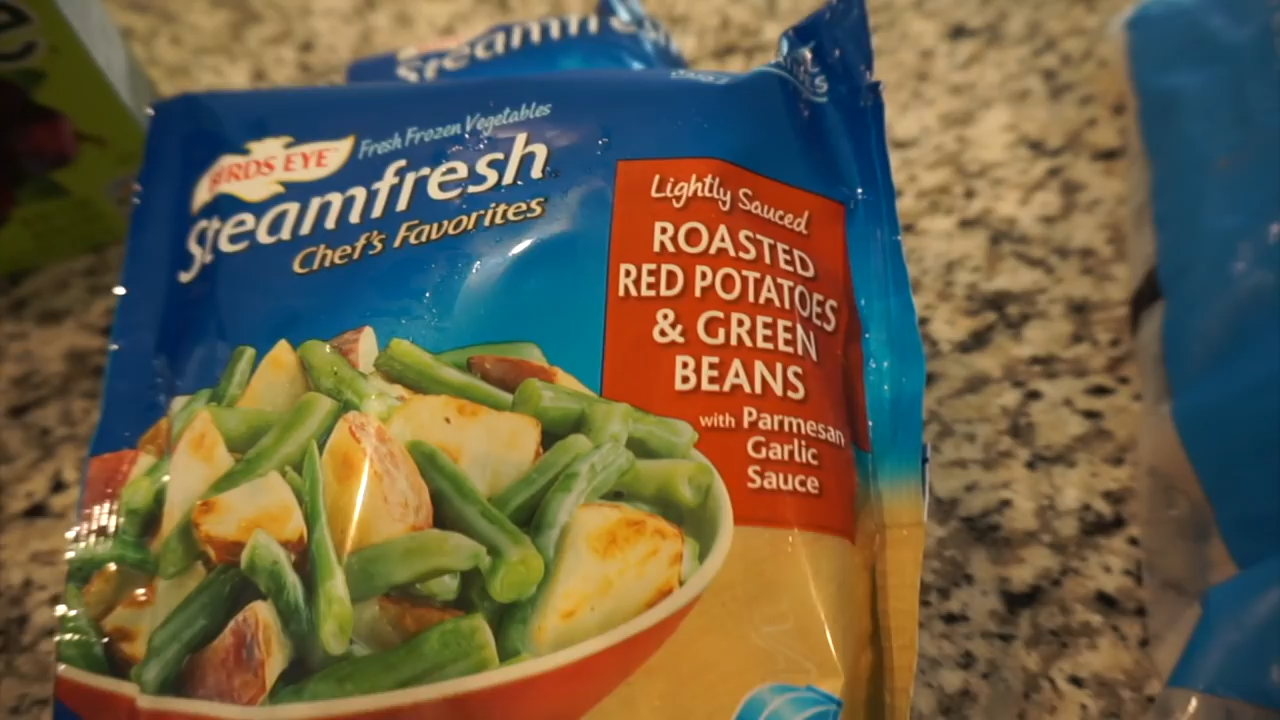 Steamfresh
BIRDS EYE
Fresh Frozen Vegetables
Steamfresh
Chef's Favorites
Lightly Sauced
ROASTED
RED POTATOES
& GREEN
BEANS
with Parmesan
Garlic
Sauce